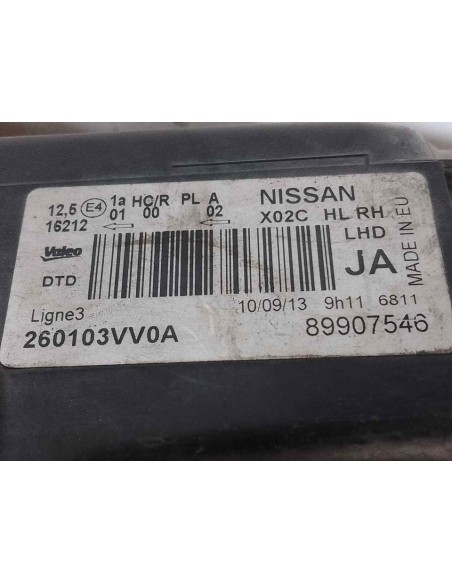 12,5 E4 1a HC/R PL A NISSAN
16212 01 00 02 X02C HL RH
Valeo LHD
DTD JA
MADE IN EU
Ligne3 10/09/13 9h11 6811
260103VV0A 89907546